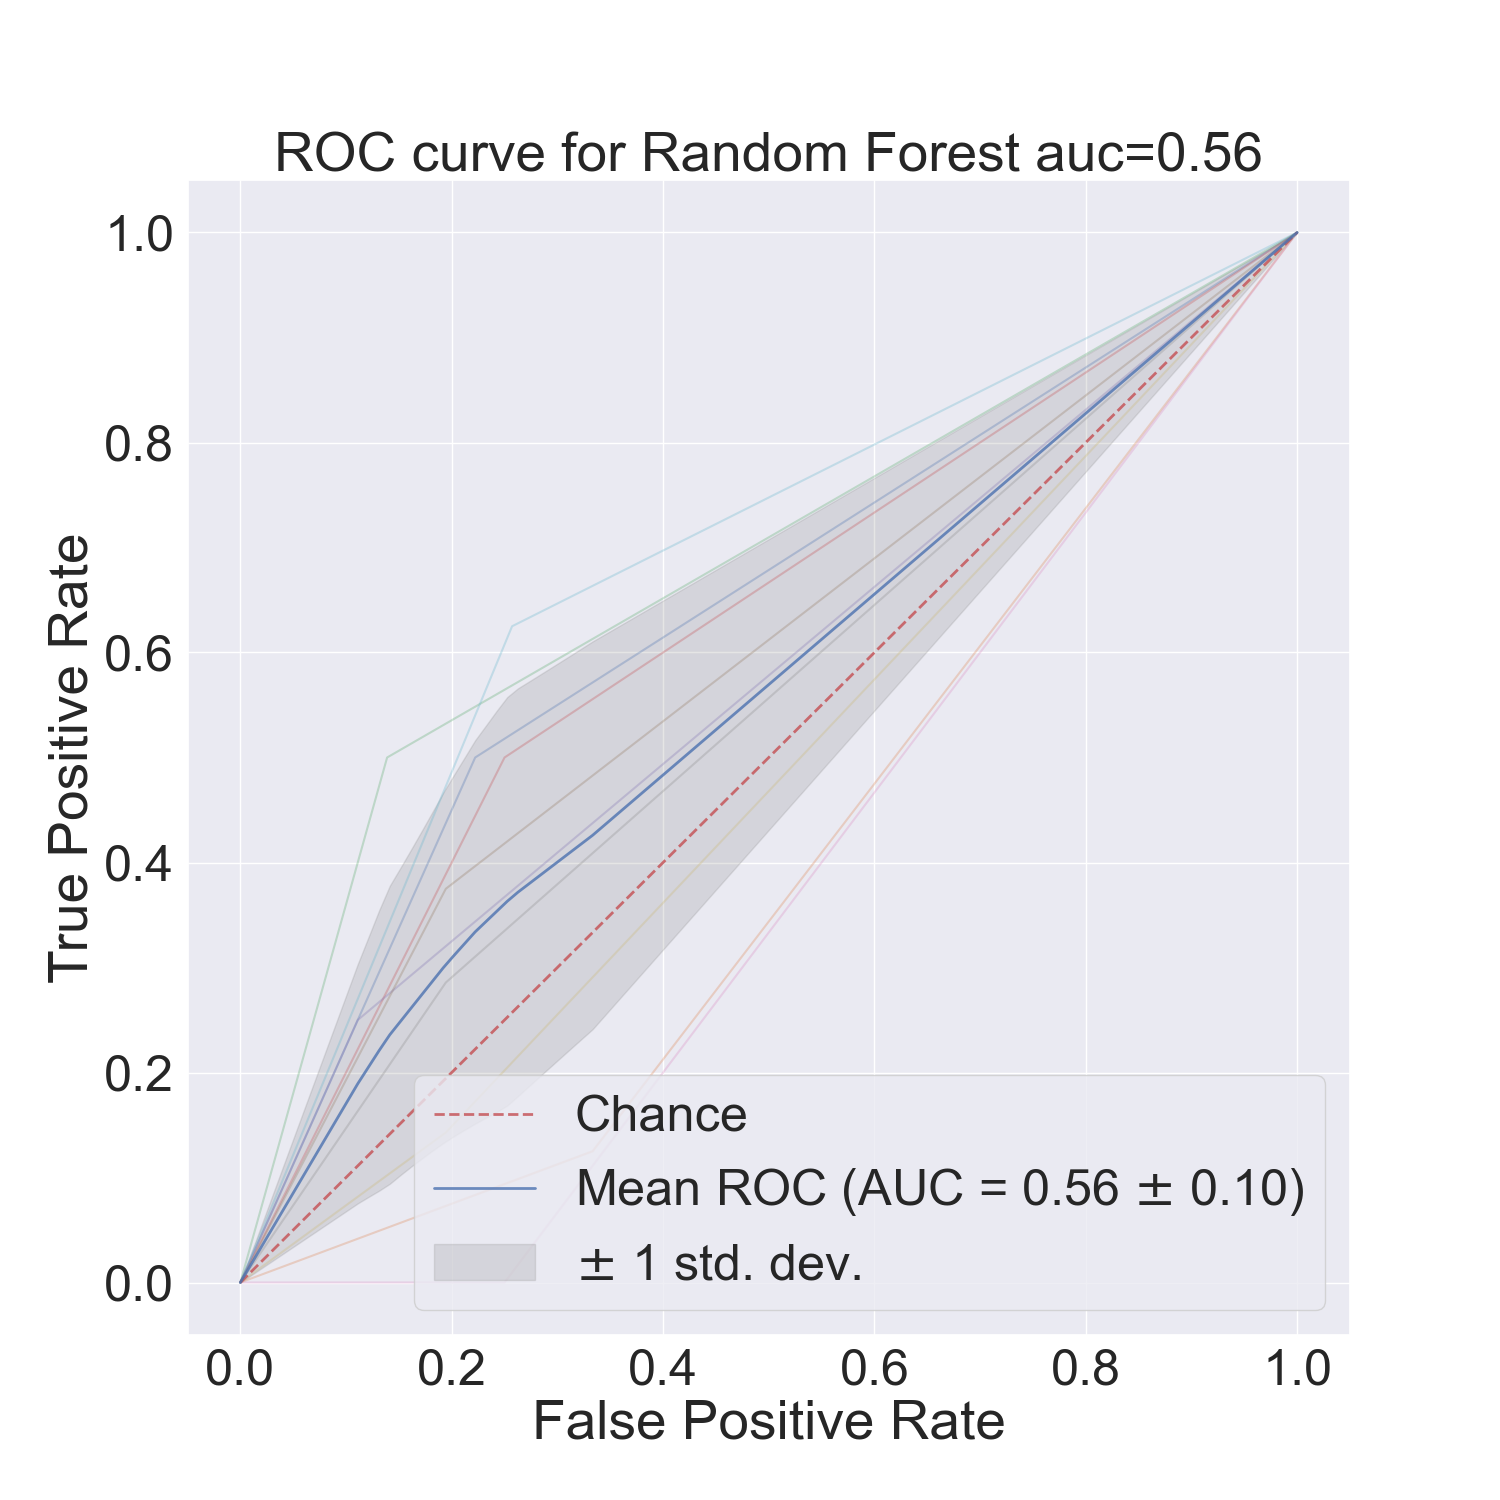 ROC curve for Random Forest auc=0.56
True Positive Rate
1.0
0.8
0.6
0.4
0.2
0.0
Chance
Mean ROC (AUC = 0.56 ± 0.10)
± 1 std. dev.
0.0 0.2 0.4 0.6 0.8 1.0
False Positive Rate